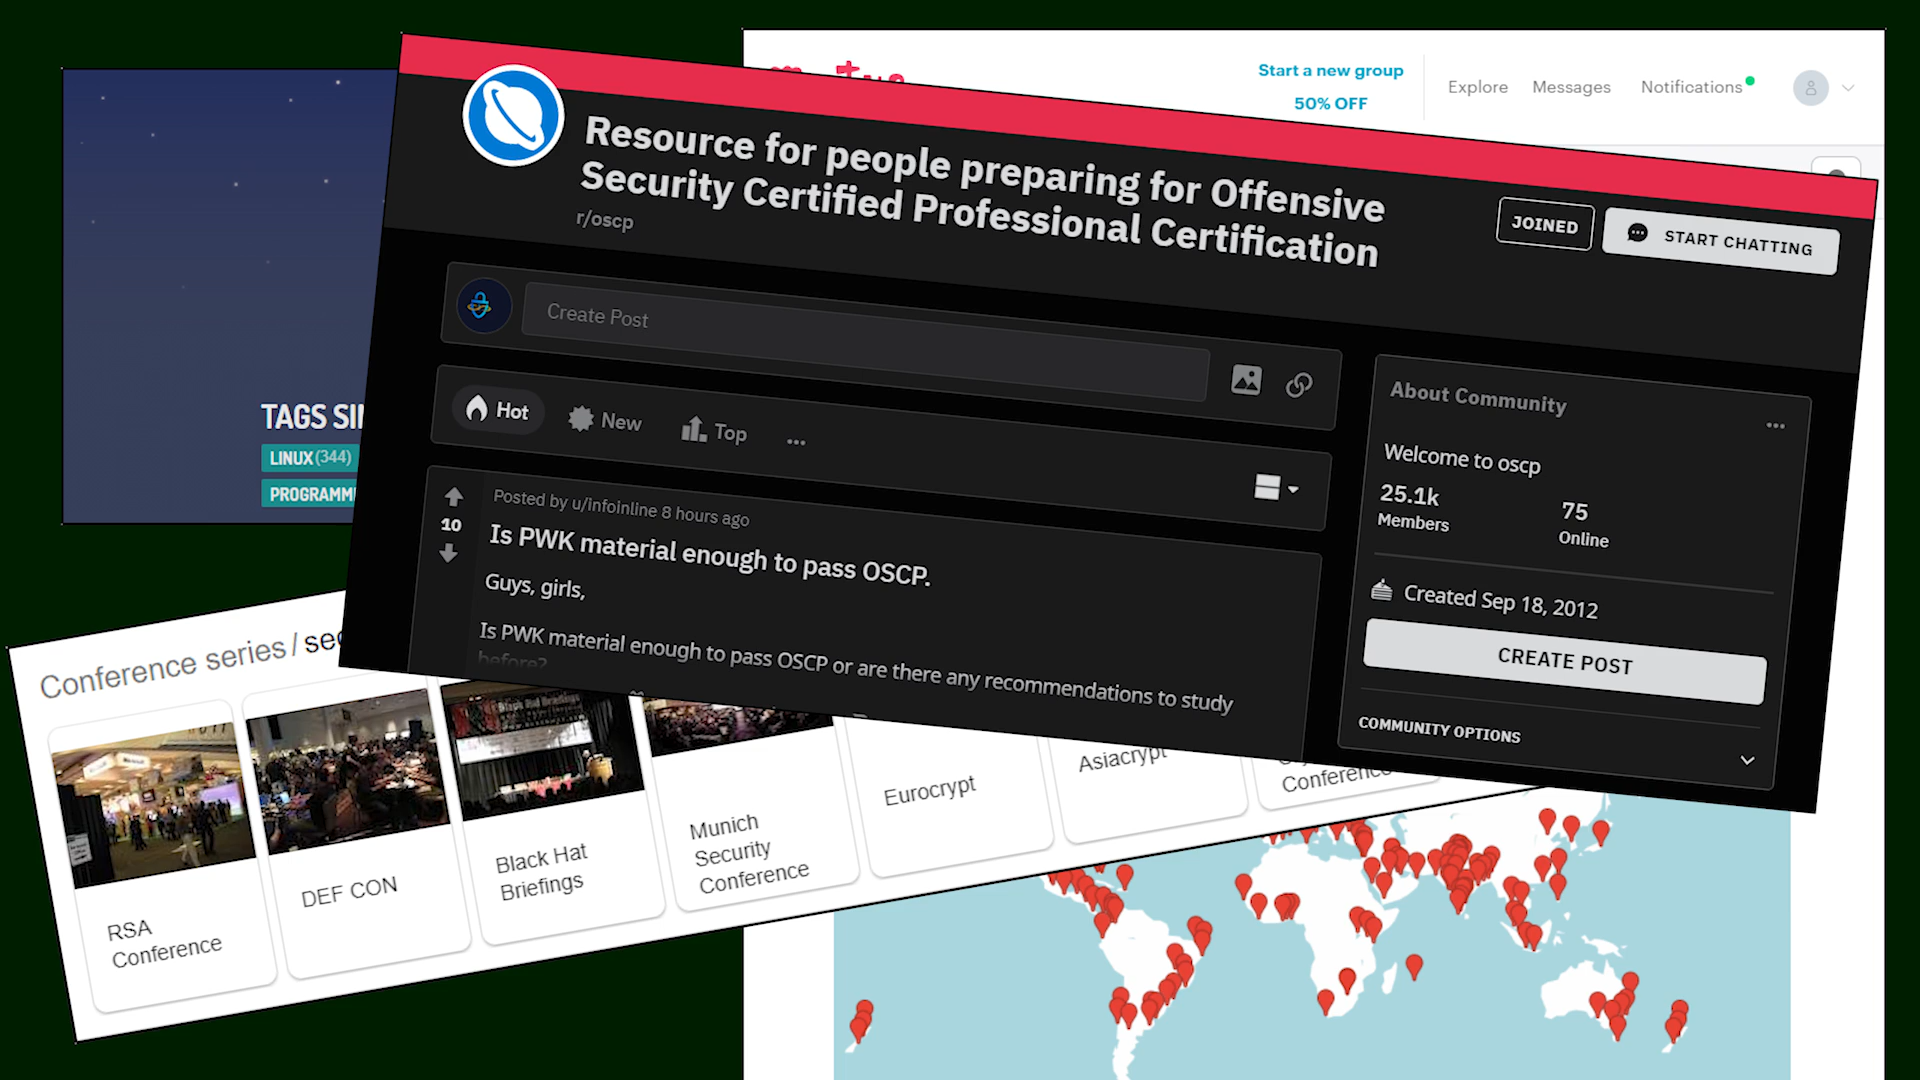 Start a new group
50% OFF
Explore
Messages
Notifications
Resource for people preparing for Offensive
Security Certified Professional Certification
r/oscp
JOINED
START CHATTING
Create Post
Hot
New
Top
...
About Community
...
Welcome to oscp
25.1k
Members
75
Online
Created Sep 18, 2012
CREATE POST
COMMUNITY OPTIONS
10
Posted by u/infoinline 8 hours ago
Is PWK material enough to pass OSCP.
Guys, girls,
Is PWK material enough to pass OSCP or are there any recommendations to study
before?
LINUX (344)
TAGS
Conference series /
RSA
Conference
DEF CON
Black Hat
Briefings
Munich
Security
Conference
Eurocrypt
Asiacrypt
Conference